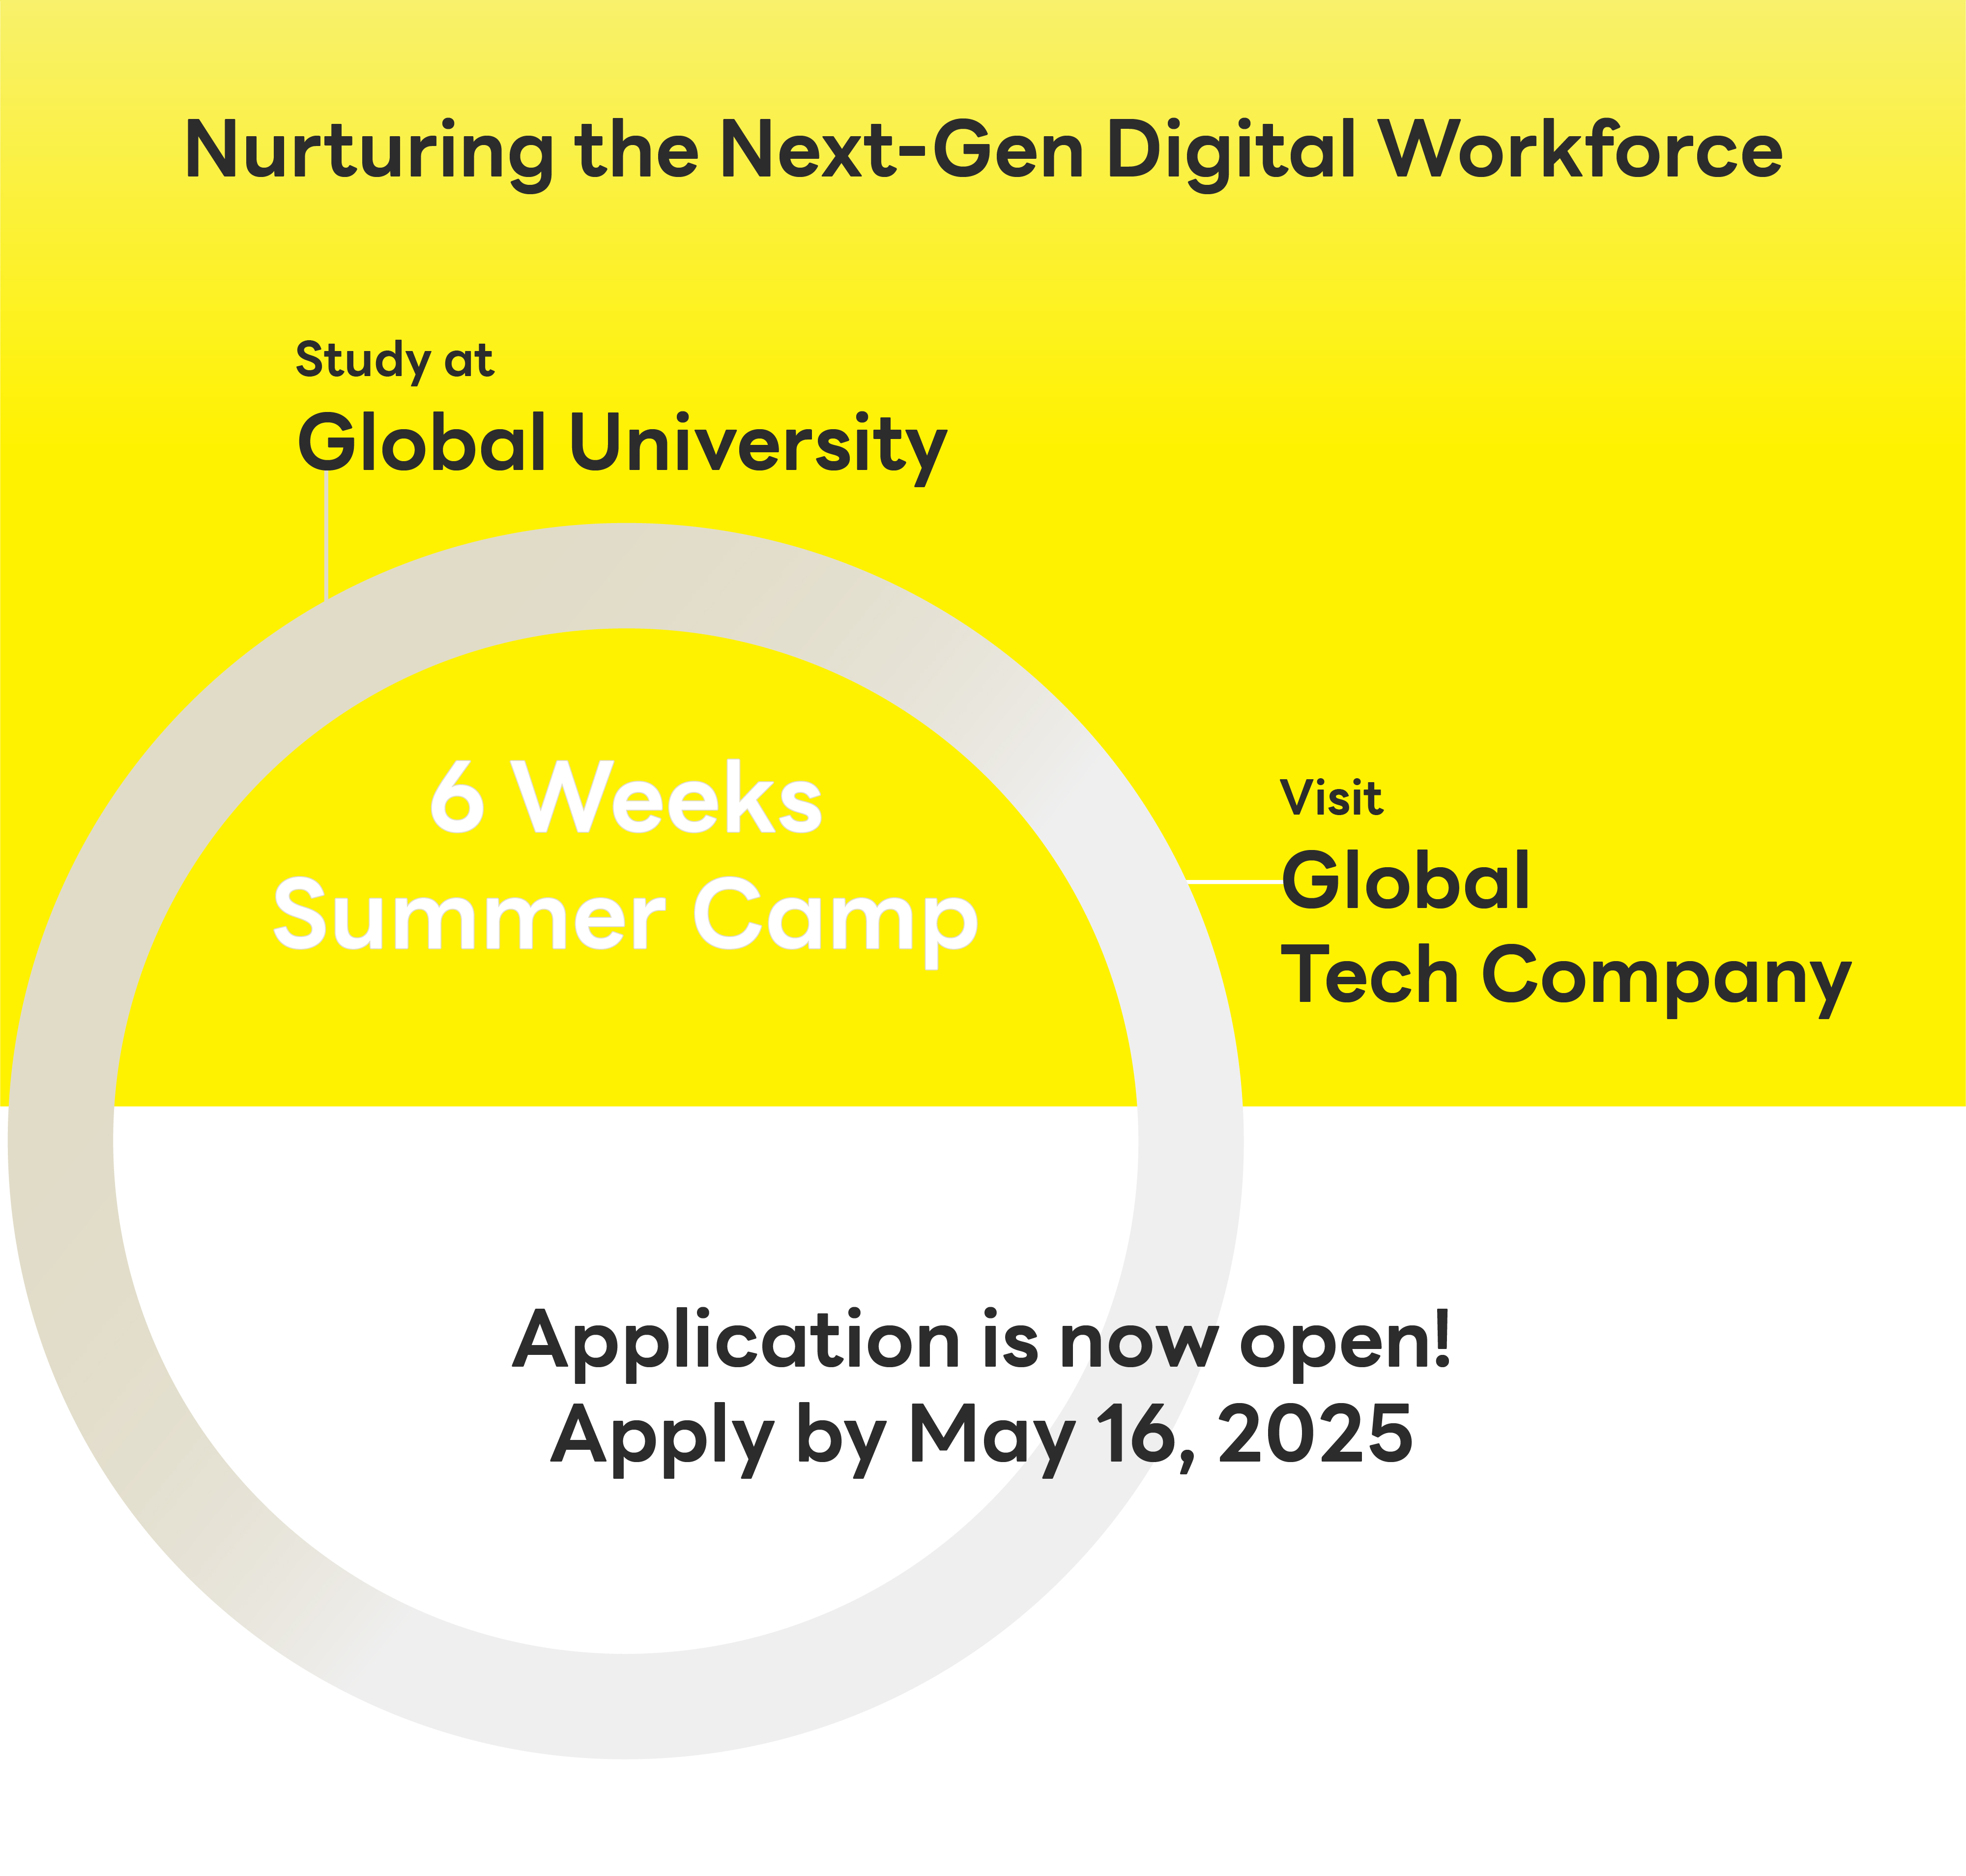 Nurturing the Next-Gen Digital Workforce
Study at
Global University
6 Weeks
Summer Camp
Visit
Global
Tech Company
Application is now open!
Apply by May 16, 2025